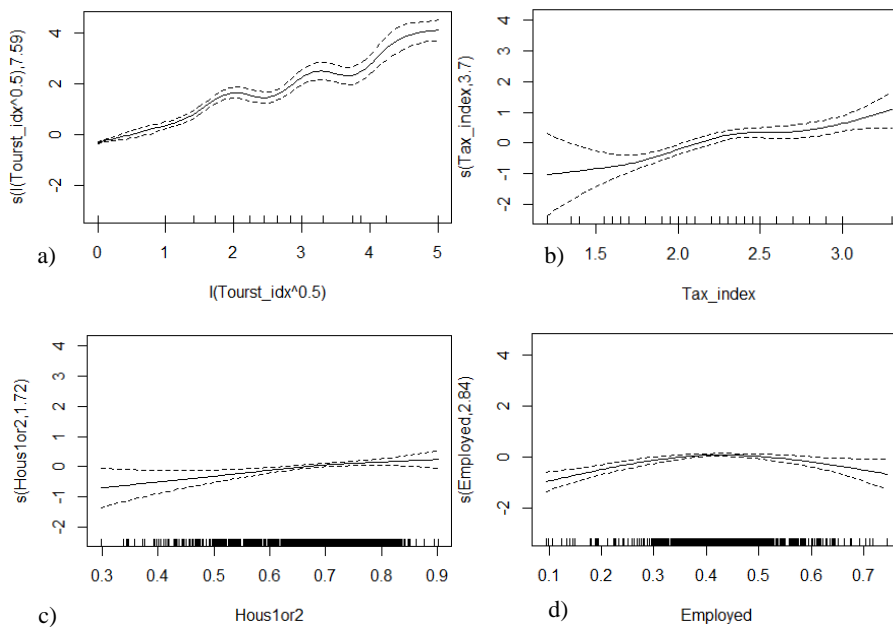 s(I(Tourst_idx^0.5),7.59)
4
2
0
-2
0 1 2 3 4 5
I(Tourst_idx^0.5)
a)
s(Tax_index,3.7)
4
3
2
1
0
-1
-2
1.5 2.0 2.5 3.0
Tax_index
b)
s(Hous1or2,1.72)
4
3
2
1
0
-1
-2
0.3 0.4 0.5 0.6 0.7 0.8 0.9
Hous1or2
c)
s(Employed,2.84)
4
2
0
-2
0.1 0.2 0.3 0.4 0.5 0.6 0.7
Employed
d)